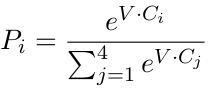 P_i = \frac{e^{V \cdot C_i}}{\sum_{j=1}^{4} e^{V \cdot C_j}}